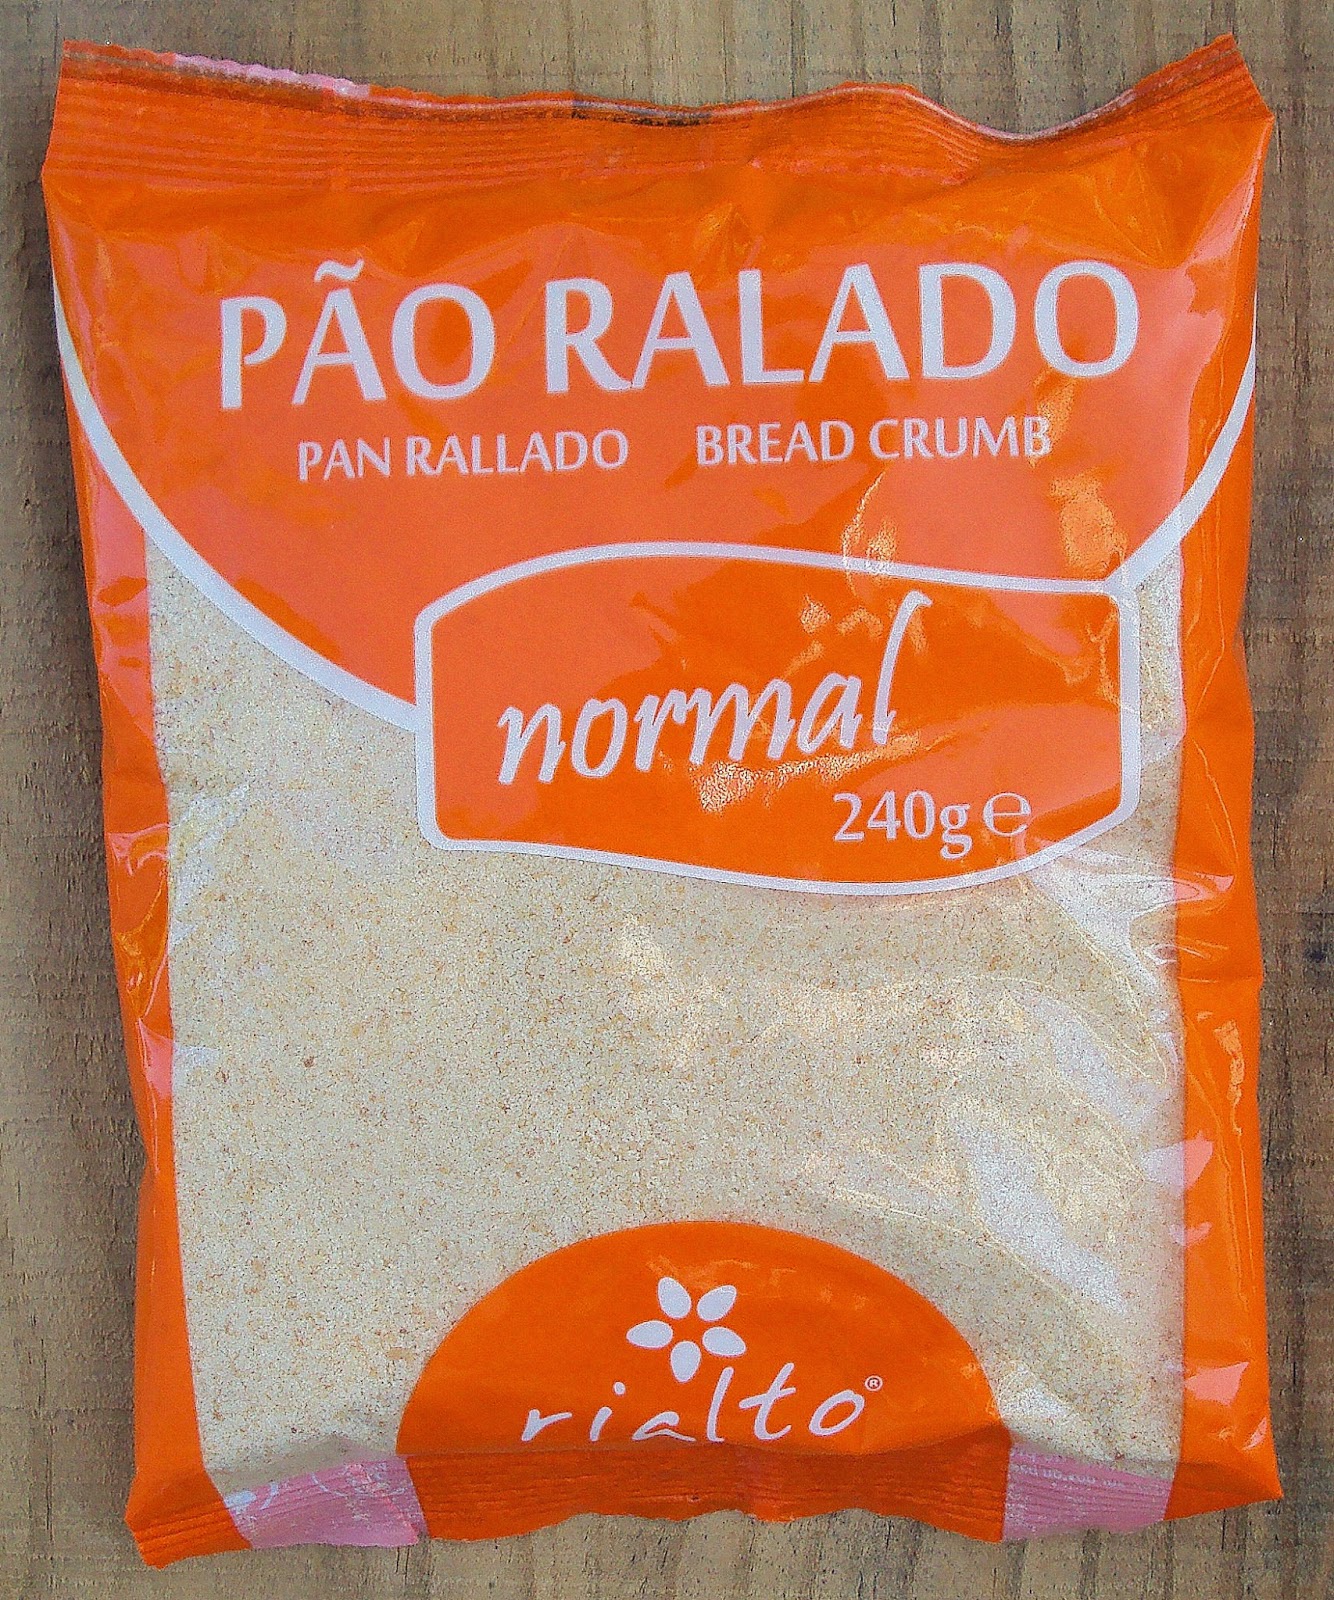 PÃO RALADO
PAN RALLADO BREAD CRUMB
normal
240g ℮
rialto®